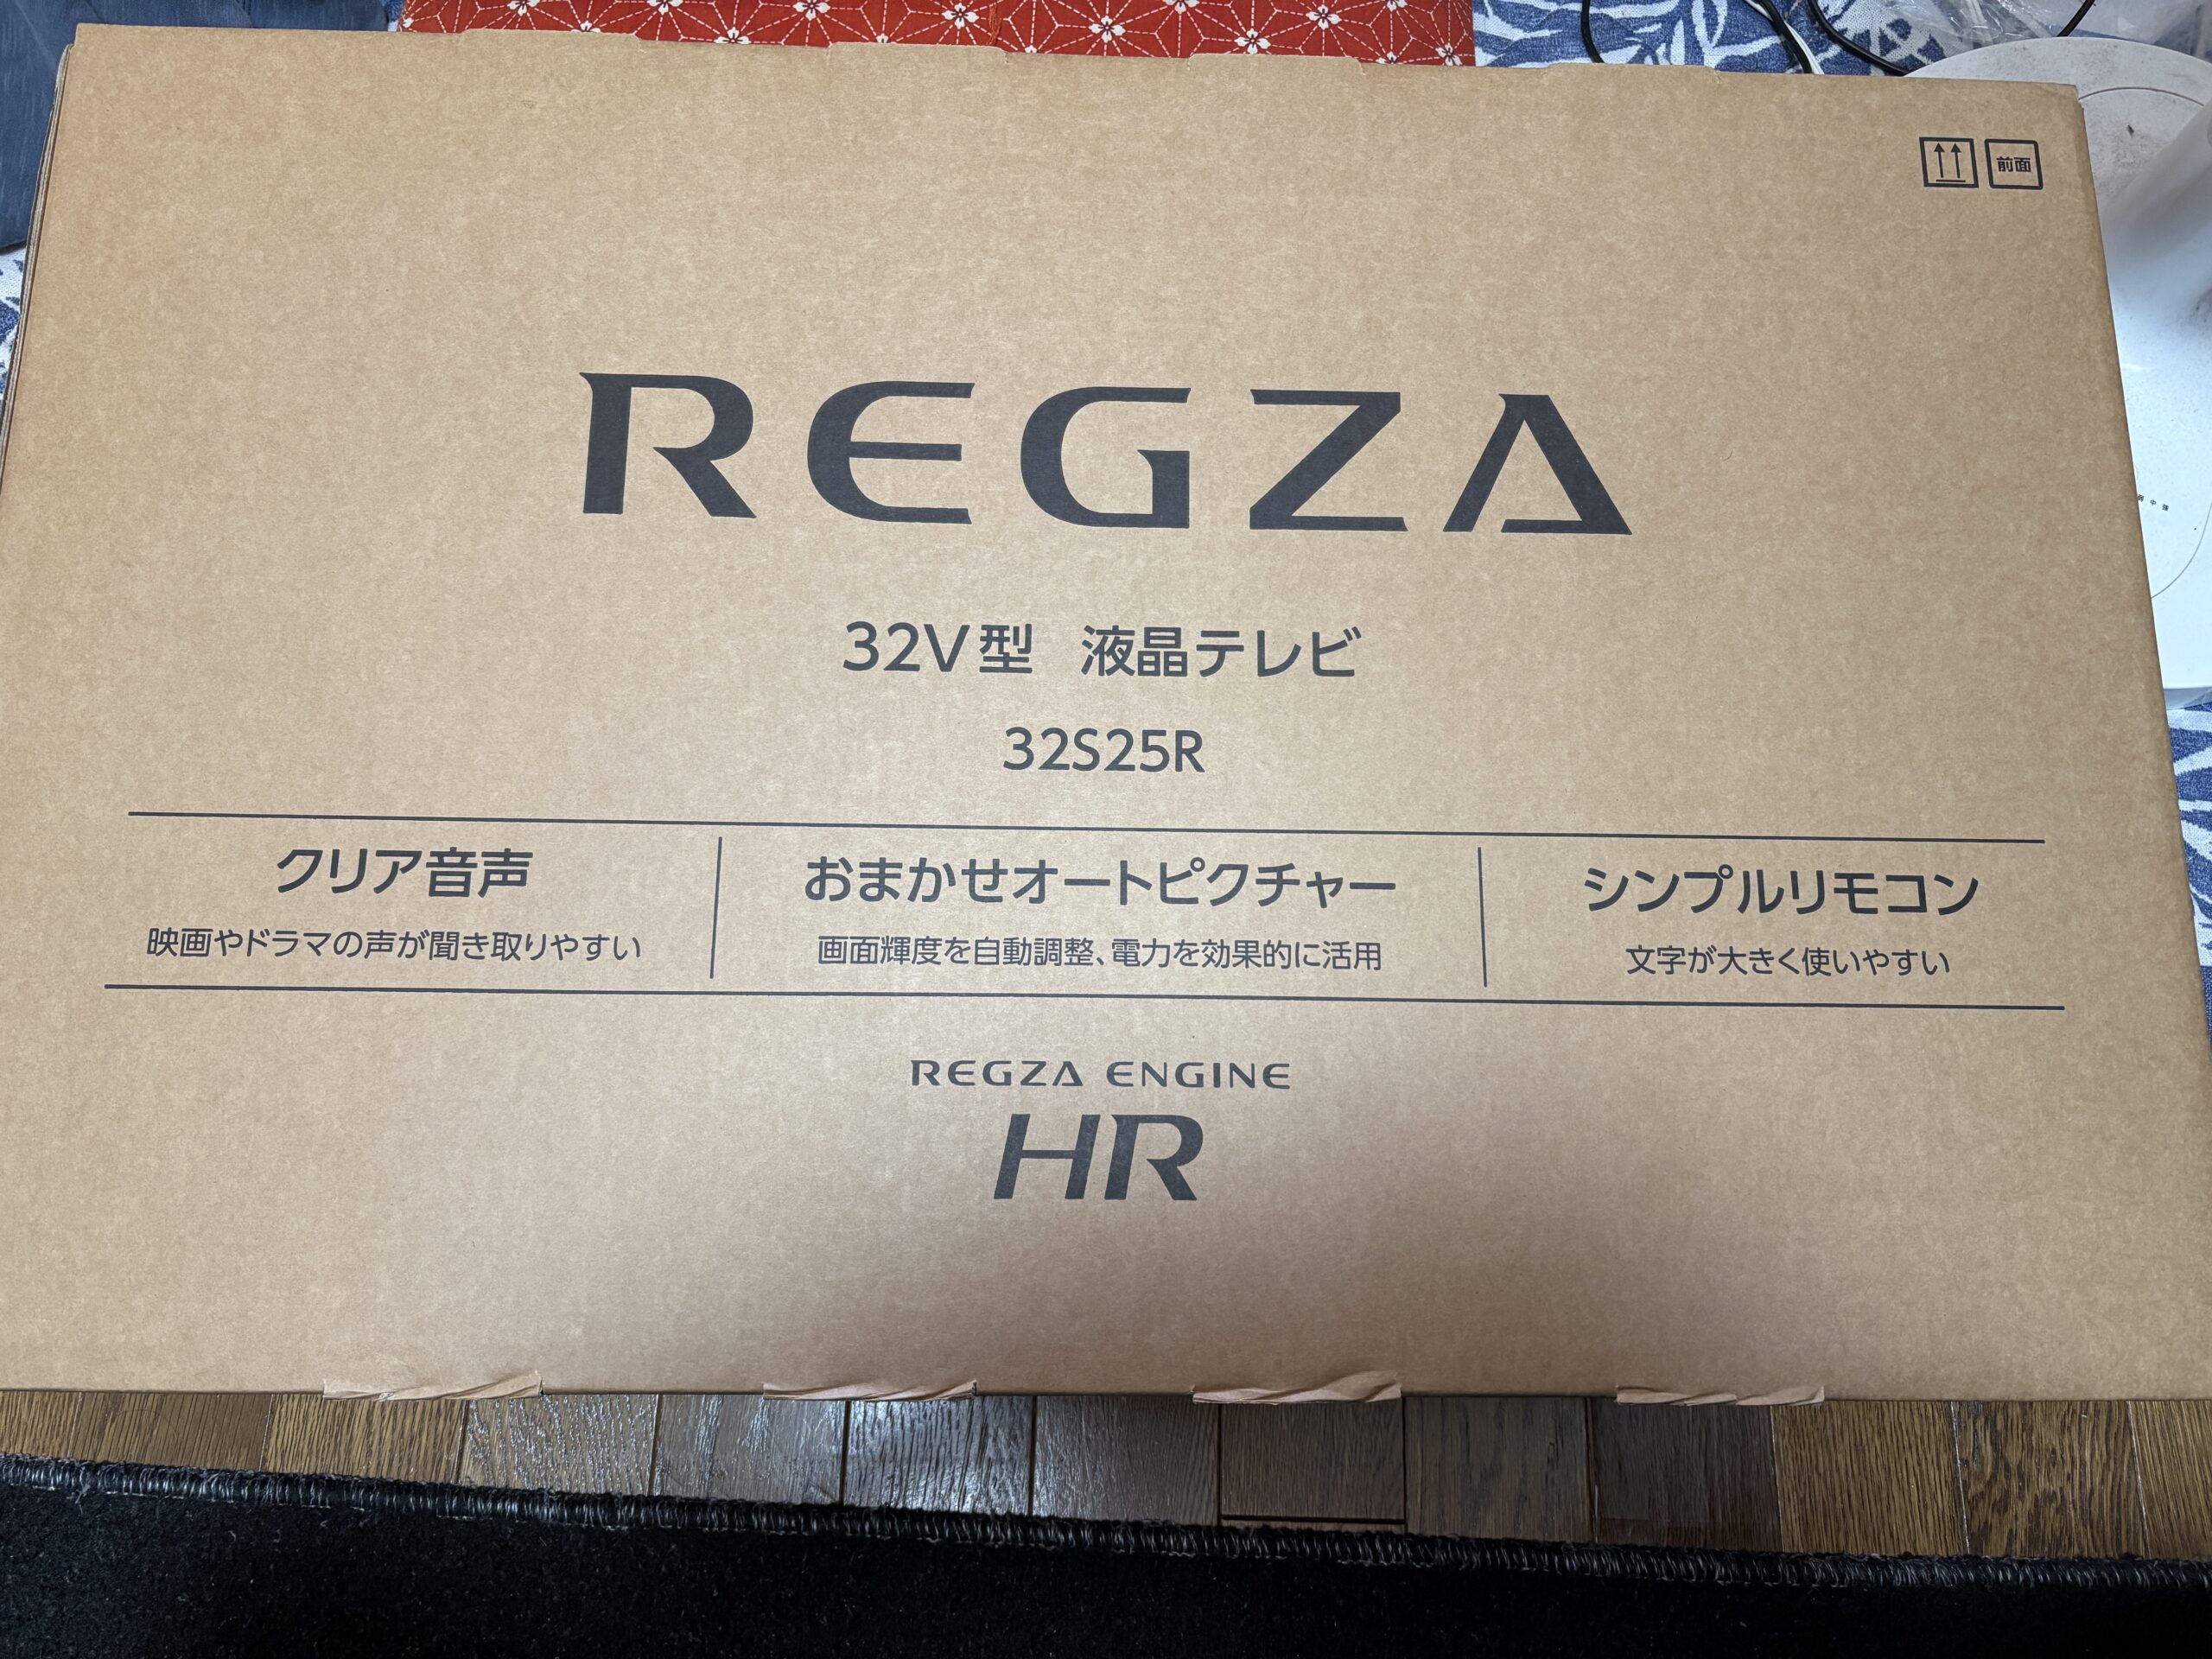 前面
REGZA
32V型 液晶テレビ
32S25R
クリア音声
映画やドラマの声が聞き取りやすい
おまかせオートピクチャー
画面輝度を自動調整、電力を効果的に活用
シンプルリモコン
文字が大きく使いやすい
REGZA ENGINE
HR